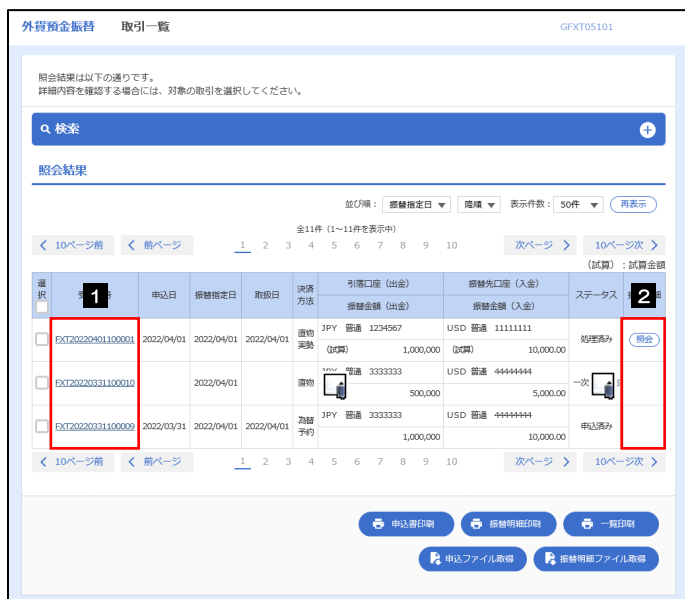 外貨預金振替 取引一覧 GFXT05101
照会結果は以下の通りです。
詳細内容を確認する場合には、対象の取引を選択してください。
検索
照会結果
並び順: 振替指定日 ▼ 降順 ▼ 表示件数: 50件 ▼ 再表示
全11件 (1~11件を表示中)
10ページ前 前ページ 1 2 3 4 5 6 7 8 9 10 次ページ 10ページ次
(試算) : 試算金額
選択 1 申込日 振替指定日 取扱日 決済方法 引落口座 (出金) 振替先口座 (入金) ステータス 2
振替金額 (出金) 振替金額 (入金)
FXT20220401100001 2022/04/01 2022/04/01 2022/04/01 直物実勢 JPY 普通 1234567 USD 普通 11111111 処理済み 照会
(試算) 1,000,000 (試算) 10,000.00
FXT20220331100010 2022/04/01 直物 普通 3333333 USD 普通 44444444 一次
500,000 5,000.00
FXT20220331100009 2022/03/31 2022/04/01 2022/04/01 為替予約 JPY 普通 3333333 USD 普通 44444444 申込済み
1,000,000 10,000.00
10ページ前 前ページ 1 2 3 4 5 6 7 8 9 10 次ページ 10ページ次
申込書印刷 振替明細印刷 一覧印刷
申込ファイル取得 振替明細ファイル取得